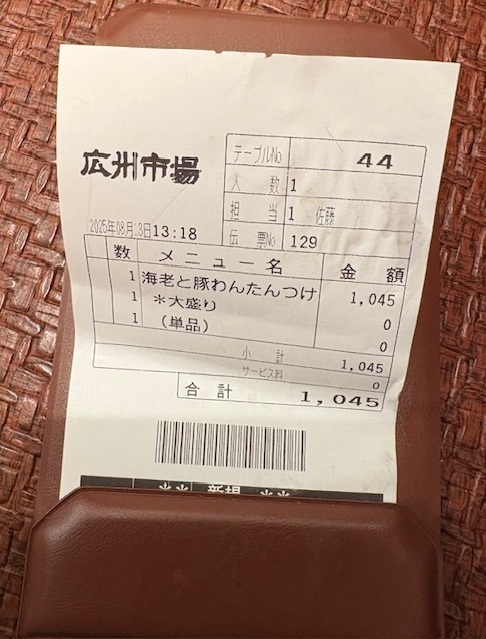 広州市場
テーブルNo 44
人 数 1
担 当 1 佐藤
伝 票No 129
2025年08月 3日13:18
数 メニュー名 金 額
1 海老と豚わんたんつけ 1,045
1 *大盛り 0
1 (単品) 0
小 計 1,045
サービス料 0
合 計 1,045
** 新規 **